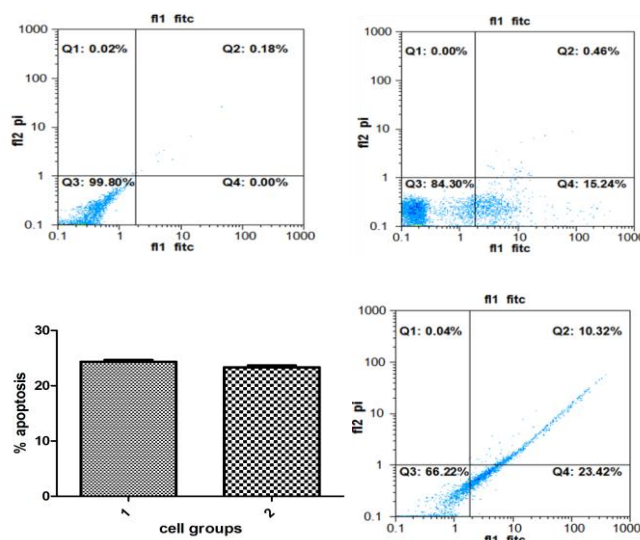 fl1 fitc
Q1: 0.02%
Q2: 0.18%
Q3: 99.80%
Q4: 0.00%
1000
100
10
1
0.1
fl2 pi
0.1
1
10
100
1000
fl1 fitc
fl1 fitc
Q1: 0.00%
Q2: 0.46%
Q3: 84.30%
Q4: 15.24%
1000
100
10
1
0.1
fl2 pi
0.1
1
10
100
1000
fl1 fitc
30
20
10
0
% apoptosis
1
2
cell groups
fl1 fitc
Q1: 0.04%
Q2: 10.32%
Q3: 66.22%
Q4: 23.42%
1000
100
10
1
0.1
fl2 pi
0.1
1
10
100
1000
fl1 fitc